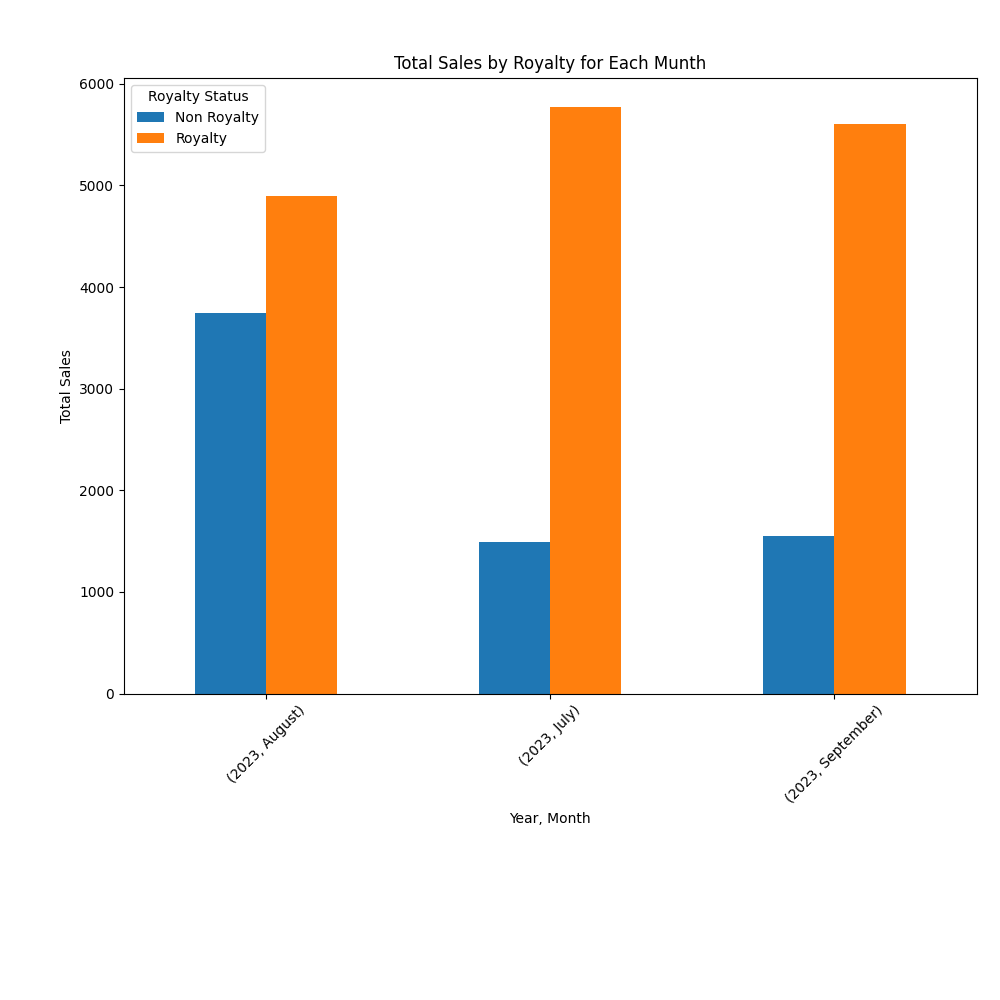 Total Sales by Royalty for Each Munth
Royalty Status
Non Royalty
Royalty
6000
5000
4000
3000
2000
1000
0
Total Sales
(2023, August)
(2023, July)
(2023, September)
Year, Month